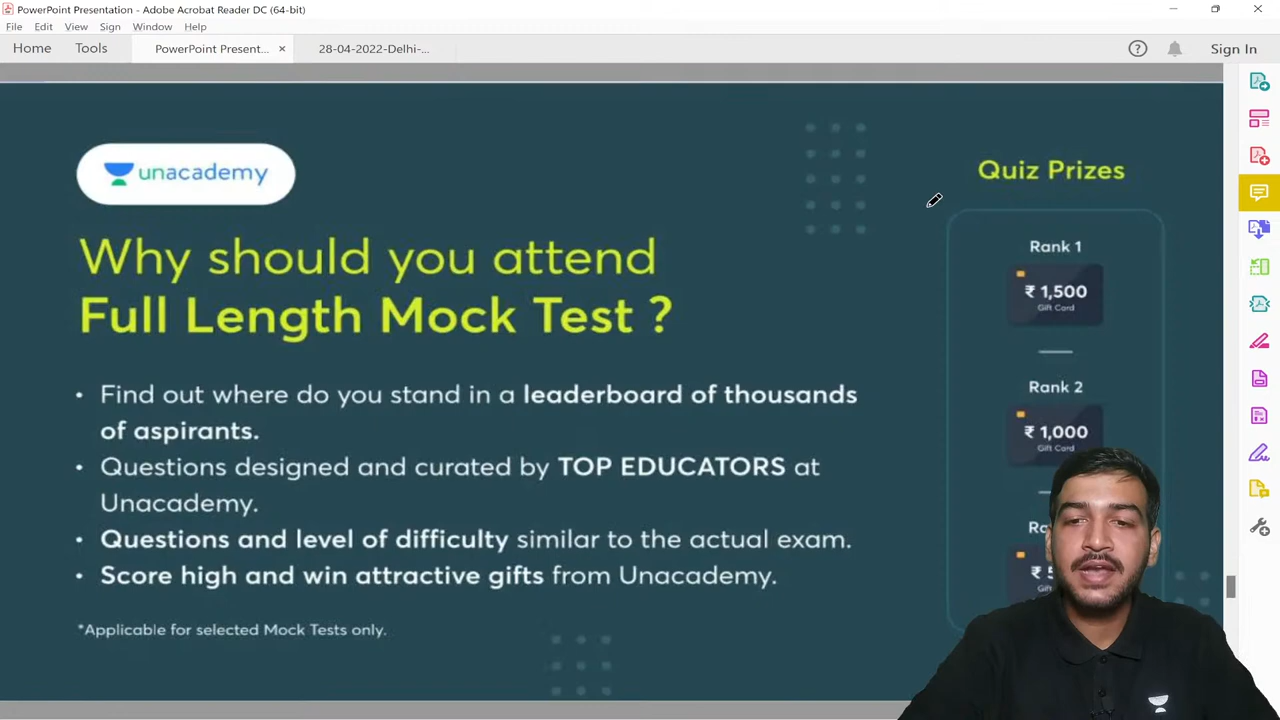 PowerPoint Presentation - Adobe Acrobat Reader DC (64-bit)
File Edit View Sign Window Help
Home Tools PowerPoint Present... × 28-04-2022-Delhi-... Sign In
unacademy
Why should you attend
Full Length Mock Test ?
• Find out where do you stand in a leaderboard of thousands
of aspirants.
• Questions designed and curated by TOP EDUCATORS at
Unacademy.
• Questions and level of difficulty similar to the actual exam.
• Score high and win attractive gifts from Unacademy.
*Applicable for selected Mock Tests only.
Quiz Prizes
Rank 1
₹ 1,500
Gift Card
Rank 2
₹ 1,000
Gift Card